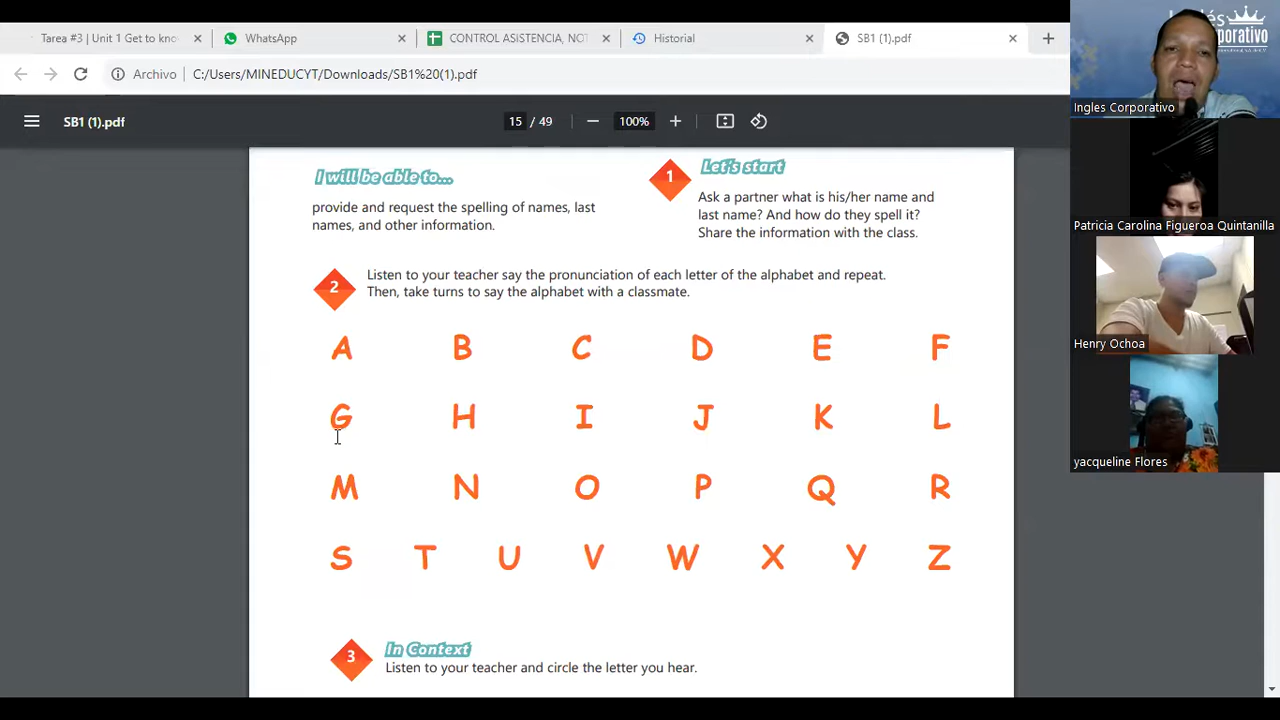 Tarea #3 | Unit 1 Get to kno
WhatsApp
CONTROL ASISTENCIA, NOT
Historial
SB1 (1).pdf
Archivo
C:/Users/MINEDUCYT/Downloads/SB1%20(1).pdf
SB1 (1).pdf
15 / 49
100%
I will be able to...
provide and request the spelling of names, last
names, and other information.
1
Let's start
Ask a partner what is his/her name and
last name? And how do they spell it?
Share the information with the class.
2
Listen to your teacher say the pronunciation of each letter of the alphabet and repeat.
Then, take turns to say the alphabet with a classmate.
A B C D E F
G H I J K L
M N O P Q R
S T U V W X Y Z
3
In Context
Listen to your teacher and circle the letter you hear.
Ingles Corporativo
Patricia Carolina Figueroa Quintanilla
Henry Ochoa
yacqueline Flores